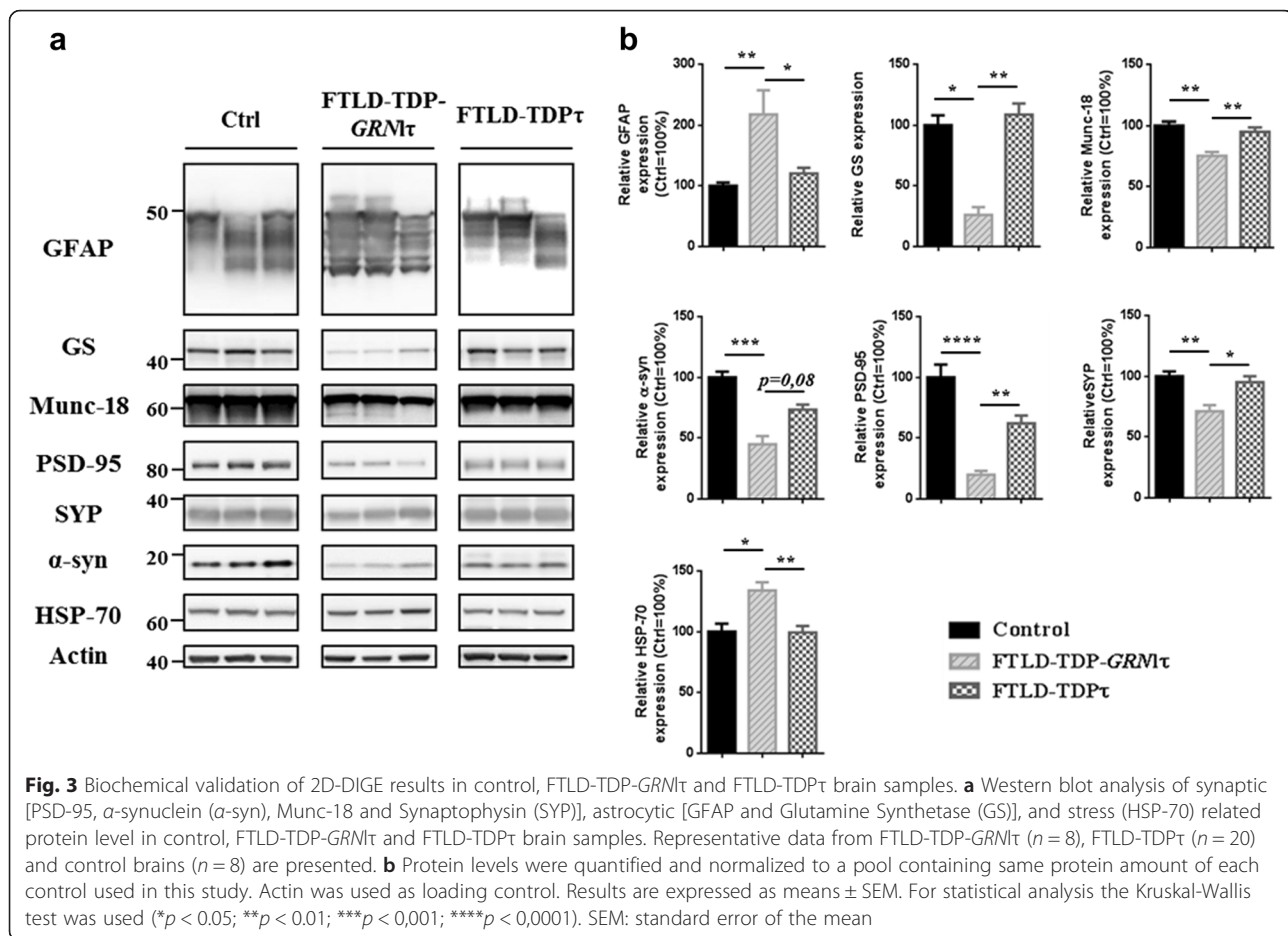 a
Ctrl
FTLD-TDP-
GRNlτ
FTLD-TDPτ
50
GFAP
GS
40
Munc-18
60
PSD-95
80
40
SYP
20
α-syn
HSP-70
60
Actin
40
b
Relative GFAP
expression
(Ctrl=100%)
300
200
100
0
**
*
Relative GS expression
150
100
50
0
*
**
Relative Munc-18
expression (Ctrl=100%)
150
100
50
0
**
**
Relative α-syn
expression (Ctrl=100%)
150
100
50
0
***
p=0,08
Relative PSD-95
expression (Ctrl=100%)
150
100
50
0
****
**
RelativeSYP
expression (Ctrl=100%)
150
100
50
0
**
*
Relative HSP-70
expression (Ctrl=100%)
150
100
50
0
*
**
Control
FTLD-TDP-GRNlτ
FTLD-TDPτ
Fig. 3 Biochemical validation of 2D-DIGE results in control, FTLD-TDP-GRNlτ and FTLD-TDPτ brain samples. a Western blot analysis of synaptic
[PSD-95, α-synuclein (α-syn), Munc-18 and Synaptophysin (SYP)], astrocytic [GFAP and Glutamine Synthetase (GS)], and stress (HSP-70) related
protein level in control, FTLD-TDP-GRNlτ and FTLD-TDPτ brain samples. Representative data from FTLD-TDP-GRNlτ (n = 8), FTLD-TDPτ (n = 20)
and control brains (n = 8) are presented. b Protein levels were quantified and normalized to a pool containing same protein amount of each
control used in this study. Actin was used as loading control. Results are expressed as means ± SEM. For statistical analysis the Kruskal-Wallis
test was used (*p < 0.05; **p < 0.01; ***p < 0,001; ****p < 0,0001). SEM: standard error of the mean